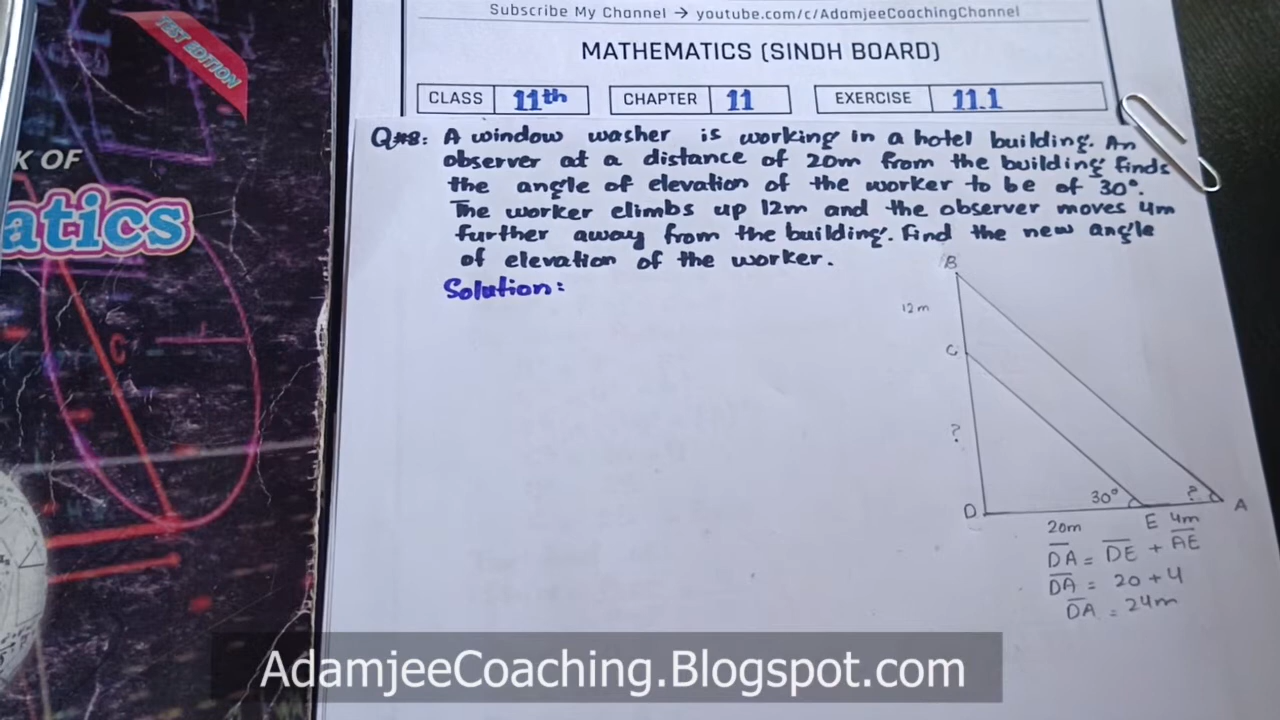 Subscribe My Channel → youtube.com/c/AdamjeeCoachingChannel
MATHEMATICS (SINDH BOARD)
CLASS 11th CHAPTER 11 EXERCISE 11.1
Q#8: A window washer is working in a hotel building. An
observer at a distance of 20m from the building finds
the angle of elevation of the worker to be of 30°.
The worker climbs up 12m and the observer moves 4m
further away from the building. Find the new angle
of elevation of the worker.
Solution:
B
12m
C
?
D
30°
?
A
20m
E
4m
DA = DE + AE
DA = 20 + 4
DA = 24m
TEST EDITION
K OF
atics
AdamjeeCoaching.Blogspot.com